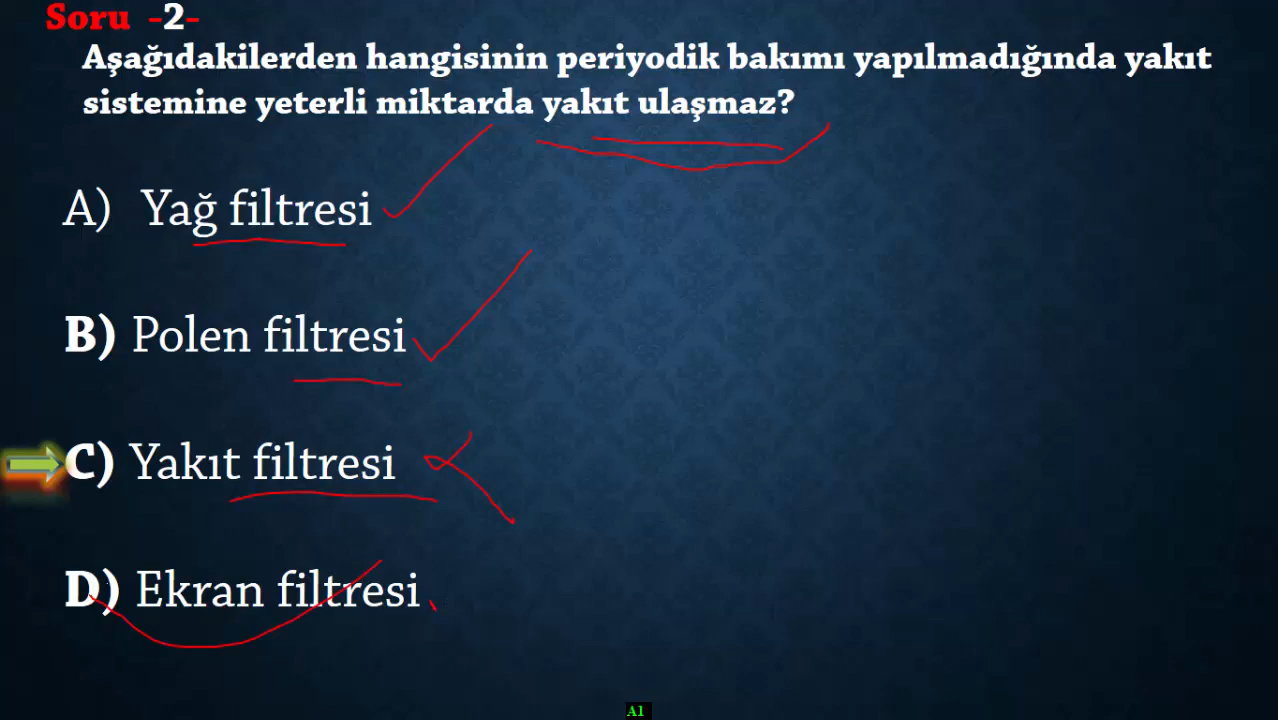 Soru -2-
Aşağıdakilerden hangisinin periyodik bakımı yapılmadığında yakıt
sistemine yeterli miktarda yakıt ulaşmaz?
A) Yağ filtresi
B) Polen filtresi
C) Yakıt filtresi
D) Ekran filtresi
A1